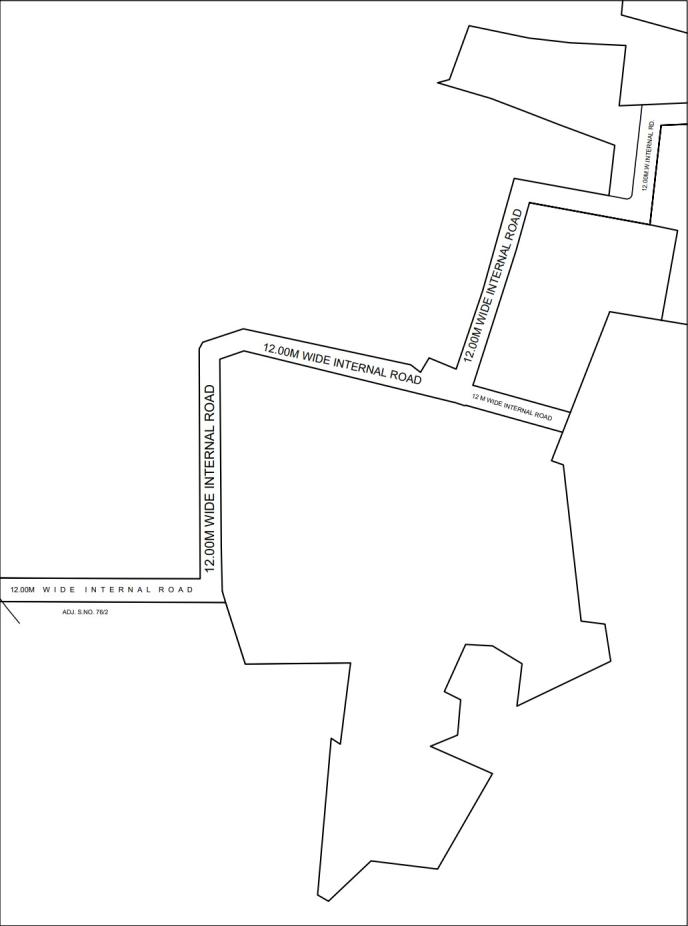 12.00M.W INTERNAL RD.
12.00M WIDE INTERNAL ROAD
12.00M WIDE INTERNAL ROAD
12 M WIDE INTERNAL ROAD
12.00M WIDE INTERNAL ROAD
12.00M WIDE INTERNAL ROAD
ADJ. S.NO. 76/2